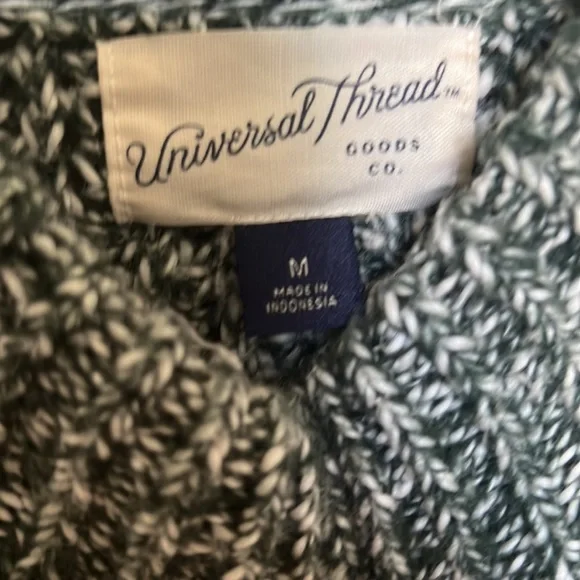 Universal Thread™
GOODS
CO.
M
MADE IN
INDONESIA